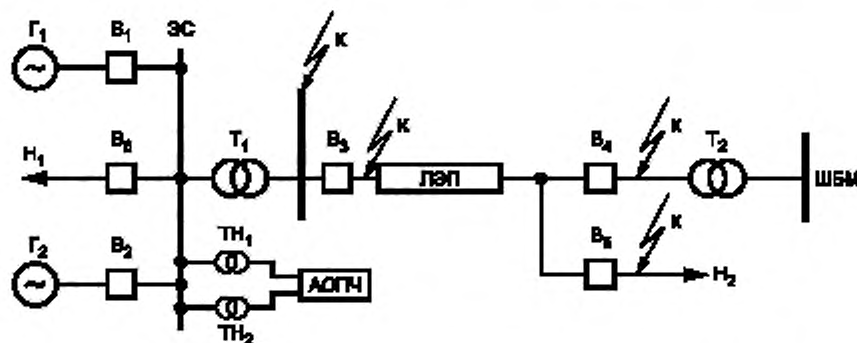 Г1 В1 ЭС К
Н1 В6 Т1 В3 К ЛЭП В4 К Т2 ШБМ
Г2 В2 ТН1 АОПЧ В5 К Н2
ТН2